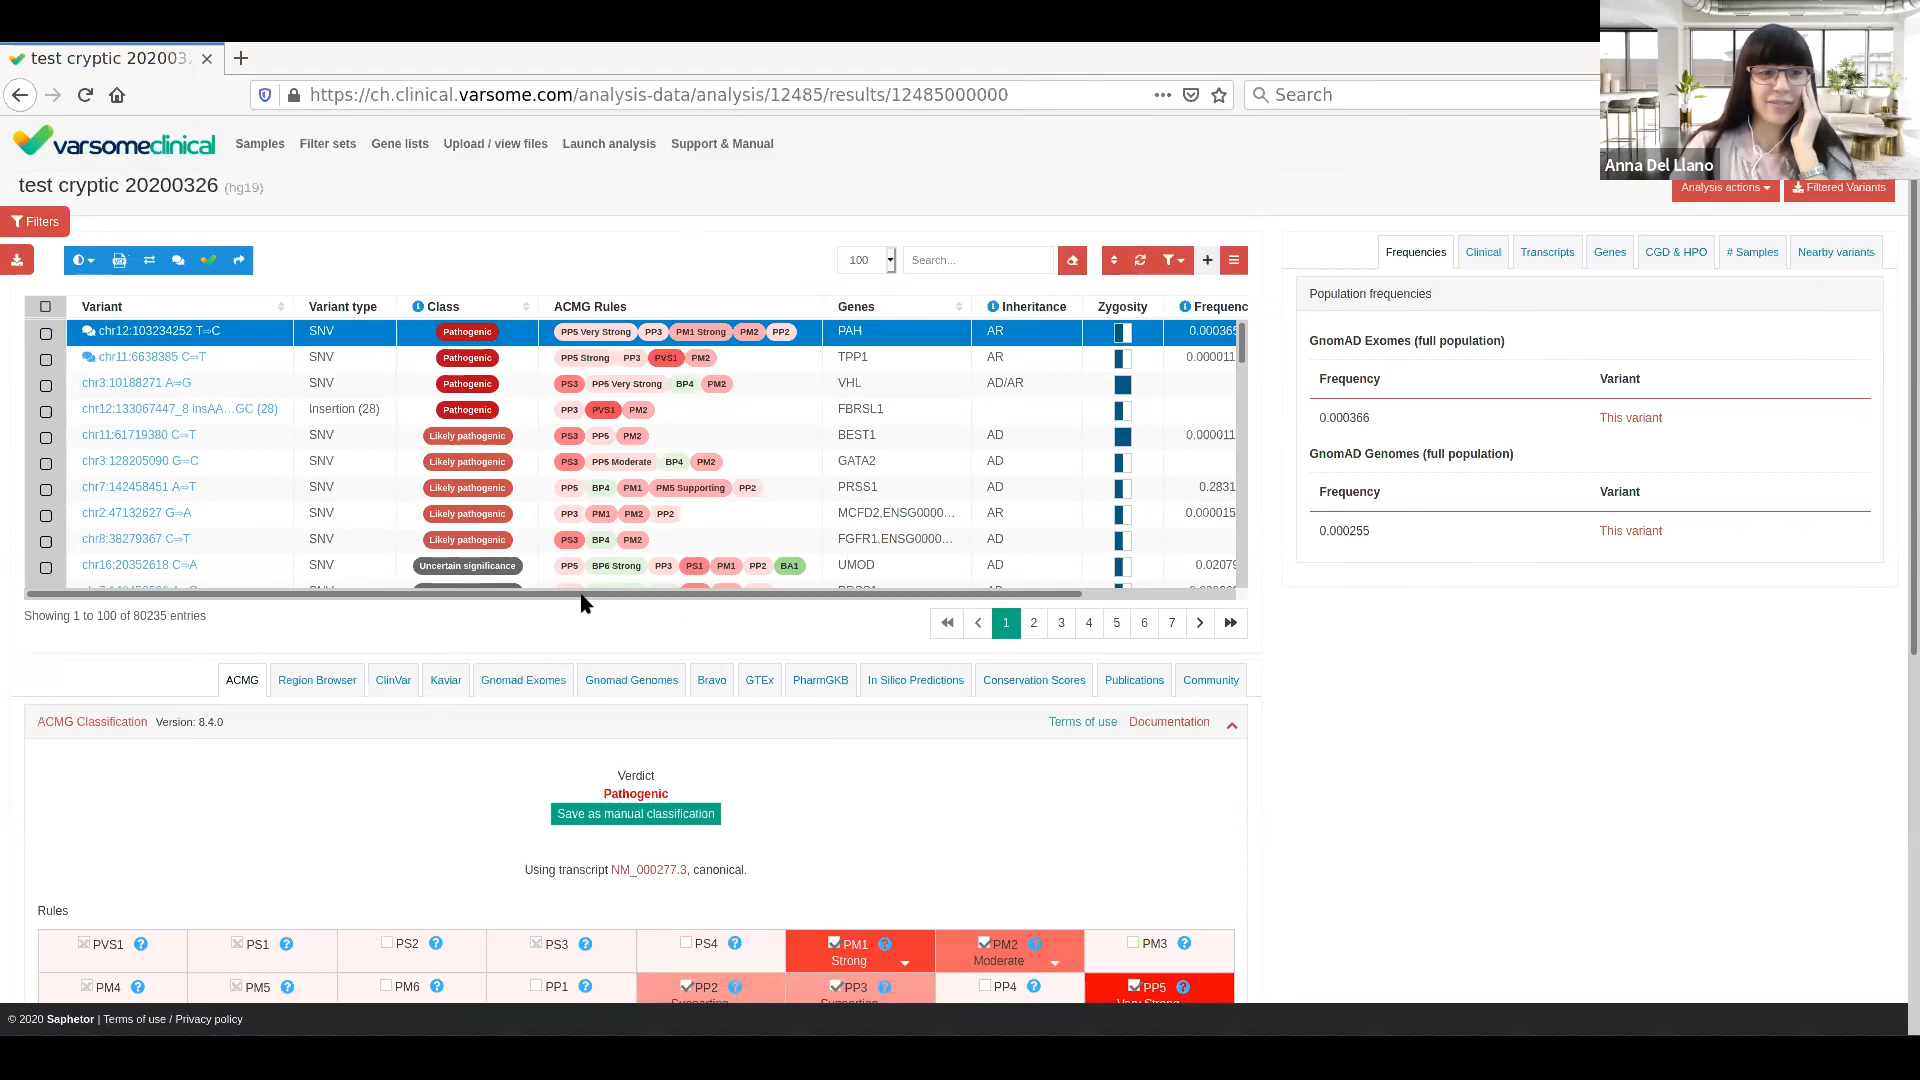 test cryptic 202003
https://ch.clinical.varsome.com/analysis-data/analysis/12485/results/12485000000
Search
Anna Del Llano
varsomeclinical
Samples Filter sets Gene lists Upload / view files Launch analysis Support & Manual
test cryptic 20200326 (hg19)
Analysis actions Filtered Variants
Filters
100 Search...
Frequencies Clinical Transcripts Genes CGD & HPO # Samples Nearby variants
Variant Variant type Class ACMG Rules Genes Inheritance Zygosity Frequenc
chr12:103234252 T⇒C SNV Pathogenic PP5 Very Strong PP3 PM1 Strong PM2 PP2 PAH AR 0.000365
chr11:6638385 C⇒T SNV Pathogenic PP5 Strong PP3 PVS1 PM2 TPP1 AR 0.000011
chr3:10188271 A⇒G SNV Pathogenic PS3 PP5 Very Strong BP4 PM2 VHL AD/AR
chr12:133067447_8 insAA...GC (28) Insertion (28) Pathogenic PP3 PVS1 PM2 FBRSL1
chr11:61719380 C⇒T SNV Likely pathogenic PS3 PP5 PM2 BEST1 AD 0.000011
chr3:128205090 G⇒C SNV Likely pathogenic PS3 PP5 Moderate BP4 PM2 GATA2 AD
chr7:142458451 A⇒T SNV Likely pathogenic PP5 BP4 PM1 PM5 Supporting PP2 PRSS1 AD 0.2831
chr2:47132627 G⇒A SNV Likely pathogenic PP3 PM1 PM2 PP2 MCFD2,ENSG0000... AR 0.000015
chr8:38279367 C⇒T SNV Likely pathogenic PS3 BP4 PM2 FGFR1,ENSG0000... AD
chr16:20352618 C⇒A SNV Uncertain significance PP5 BP6 Strong PP3 PS1 PM1 PP2 BA1 UMOD AD 0.02079
Showing 1 to 100 of 80235 entries
1 2 3 4 5 6 7
Population frequencies
GnomAD Exomes (full population)
Frequency Variant
0.000366 This variant
GnomAD Genomes (full population)
Frequency Variant
0.000255 This variant
ACMG Region Browser ClinVar Kaviar Gnomad Exomes Gnomad Genomes Bravo GTEx PharmGKB In Silico Predictions Conservation Scores Publications Community
ACMG Classification Version: 8.4.0 Terms of use Documentation
Verdict
Pathogenic
Save as manual classification
Using transcript NM_000277.3, canonical.
Rules
PVS1 PS1 PS2 PS3 PS4 PM1 PM2 PM3
Strong Moderate
PM4 PM5 PM6 PP1 PP2 PP3 PP4 PP5
Supporting Supporting Very Strong
© 2020 Saphetor | Terms of use / Privacy policy